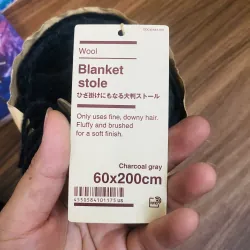 Wool
Blanket
stole
ひざ掛けにもなる大判ストール
Only uses fine, downy hair.
Fluffy and brushed
for a soft finish.
Charcoal gray
60x200cm